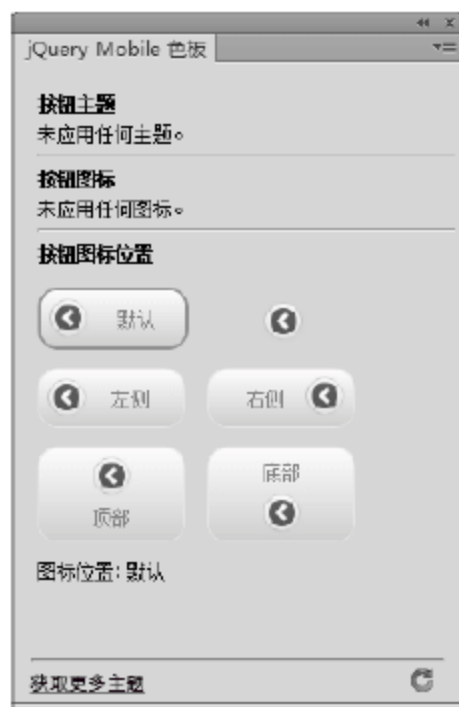 jQuery Mobile 色板
按钮主题
未应用任何主题。
按钮图标
未应用任何图标。
按钮图标位置
默认
左侧 右侧
顶部 底部
图标位置: 默认
获取更多主题